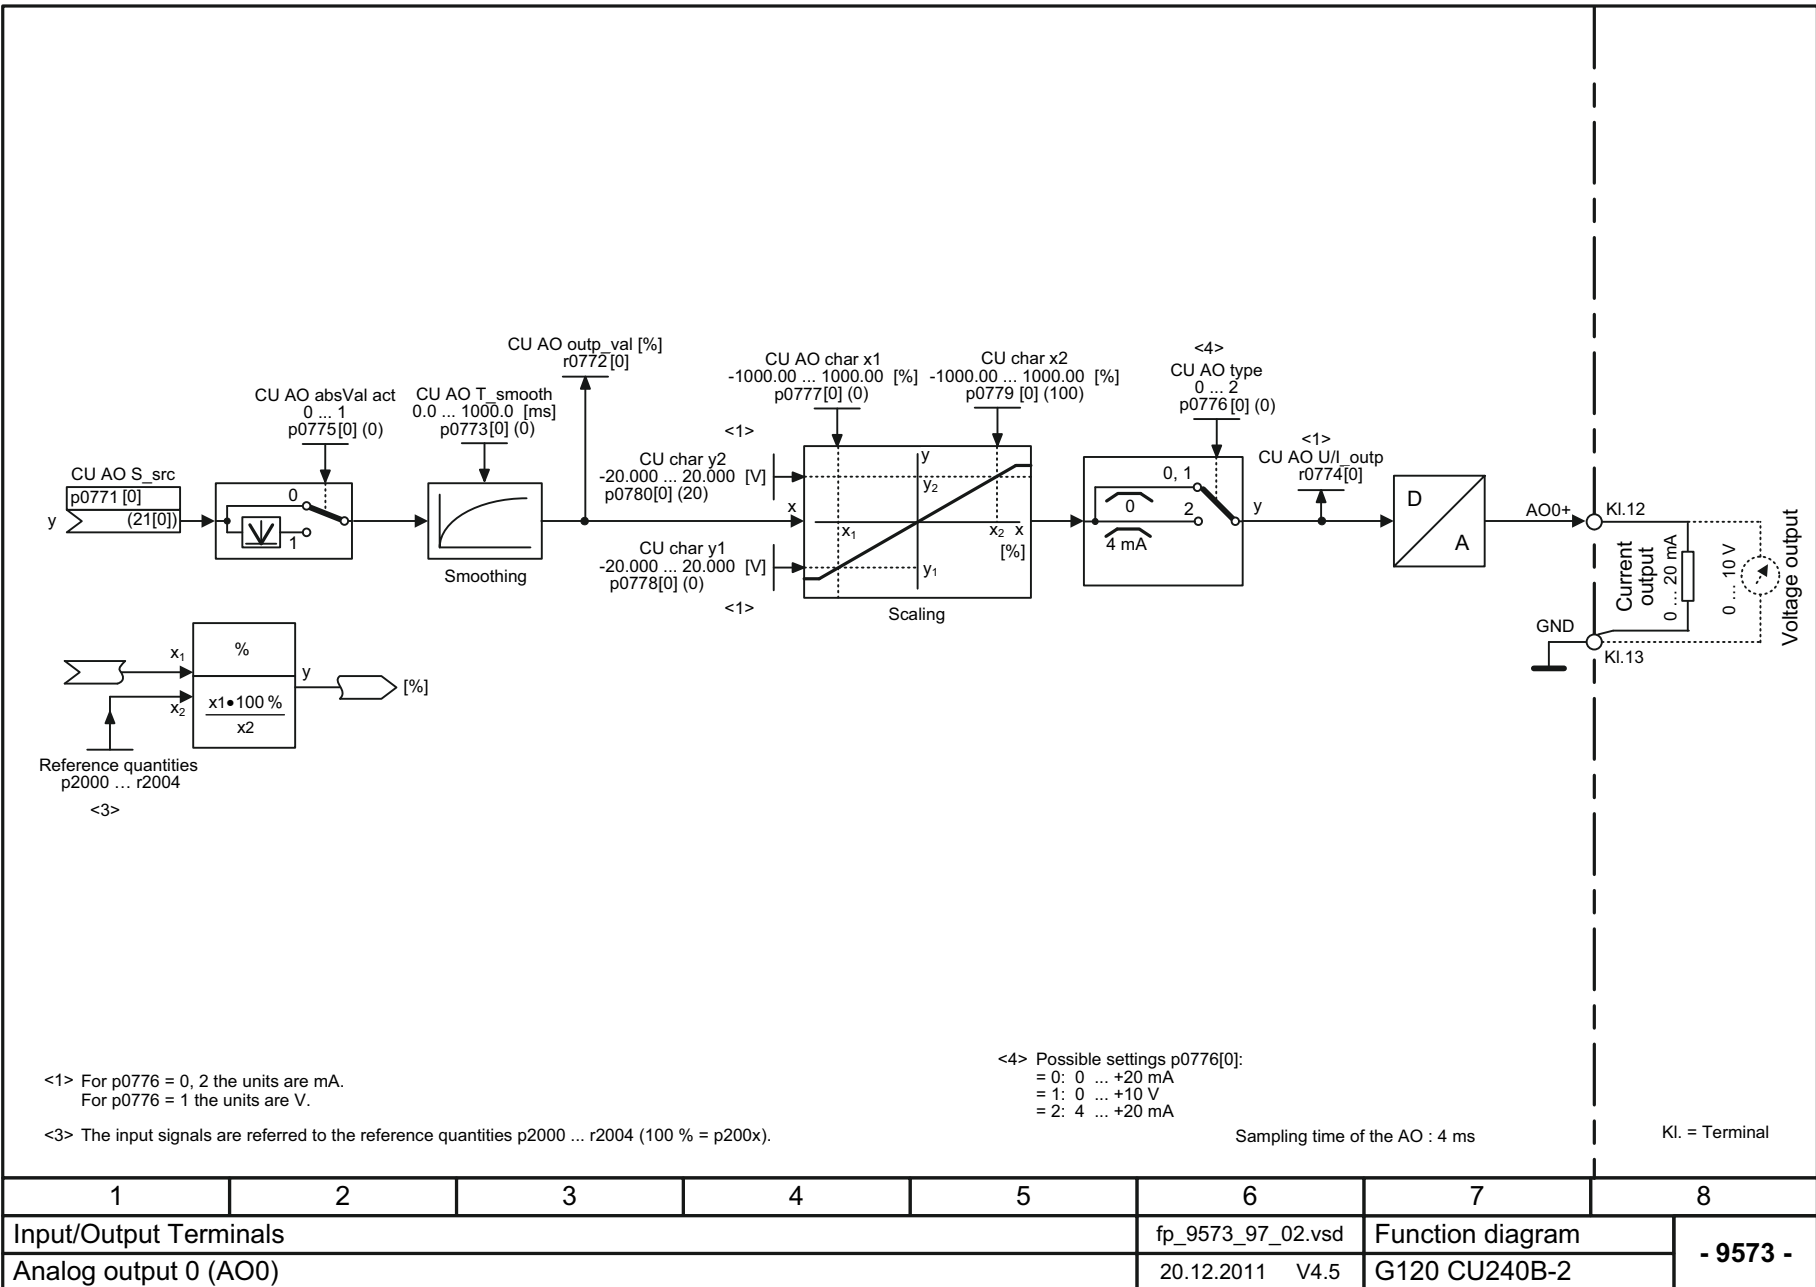 CU AO outp_val [%]
r0772[0]
CU AO absVal act
0 ... 1
p0775[0] (0)
CU AO T_smooth
0.0 ... 1000.0 [ms]
p0773[0] (0)
CU AO char x1
-1000.00 ... 1000.00 [%]
p0777[0] (0)
CU char x2
-1000.00 ... 1000.00 [%]
p0779 [0] (100)
<4>
CU AO type
0 ... 2
p0776[0] (0)
<1>
CU AO U/I_outp
r0774[0]
<1>
CU char y2
-20.000 ... 20.000 [V]
p0780[0] (20)
CU AO S_src
p0771 [0]
(21[0])
y
0
1
Smoothing
x
CU char y1
-20.000 ... 20.000 [V]
p0778[0] (0)
<1>
y
y2
x1
x2 x
[%]
y1
Scaling
0, 1
0
2
4 mA
y
D
A
AO0+
Kl.12
Current output
0 ... 20 mA
0 ... 10 V
Voltage output
GND
Kl.13
x1
%
x2
x1•100 %
x2
y
[%]
Reference quantities
p2000 ... r2004
<3>
<1> For p0776 = 0, 2 the units are mA.
For p0776 = 1 the units are V.
<3> The input signals are referred to the reference quantities p2000 ... r2004 (100 % = p200x).
<4> Possible settings p0776[0]:
= 0: 0 ... +20 mA
= 1: 0 ... +10 V
= 2: 4 ... +20 mA
Sampling time of the AO : 4 ms
Kl. = Terminal
1 2 3 4 5 6 7 8
Input/Output Terminals
fp_9573_97_02.vsd
Function diagram
- 9573 -
Analog output 0 (AO0)
20.12.2011 V4.5
G120 CU240B-2